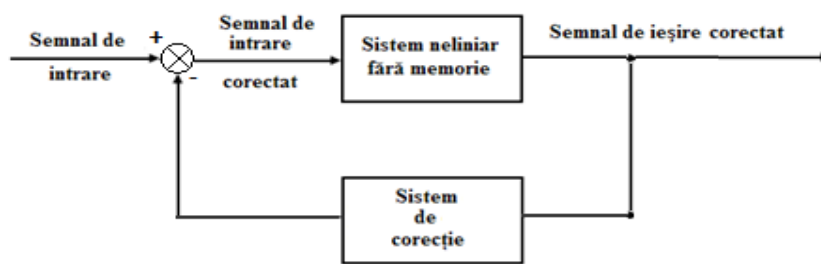 Semnal de
intrare
+
-
Semnal de
intrare
corectat
Sistem neliniar
fără memorie
Semnal de ieșire corectat
Sistem
de
corecție